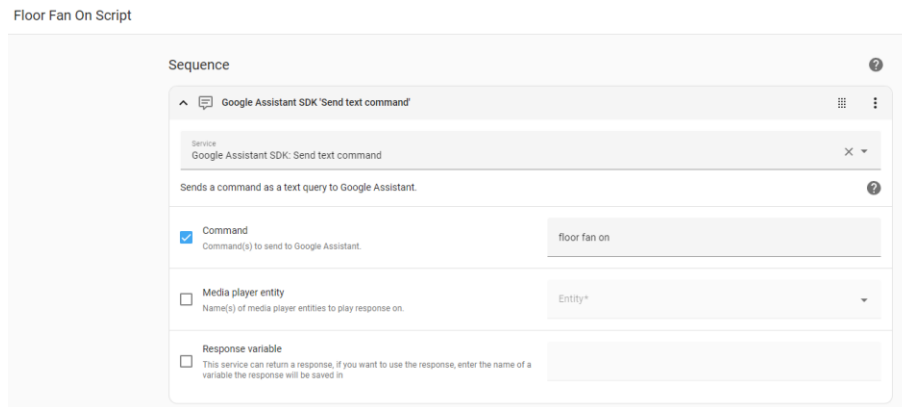 Floor Fan On Script
Sequence
Google Assistant SDK 'Send text command'
Service
Google Assistant SDK: Send text command
Sends a command as a text query to Google Assistant.
Command
Command(s) to send to Google Assistant.
floor fan on
Media player entity
Name(s) of media player entities to play response on.
Entity*
Response variable
This service can return a response, if you want to use the response, enter the name of a
variable the response will be saved in